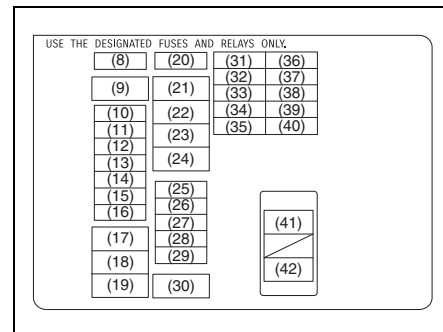 USE THE DESIGNATED FUSES AND RELAYS ONLY.
(8) (20) (31) (36)
(32) (37)
(9) (21) (33) (38)
(10) (22) (34) (39)
(11) (35) (40)
(12) (23)
(13)
(14) (24)
(15) (25)
(16) (26)
(27) (41)
(17) (28)
(18) (29)
(42)
(19) (30)